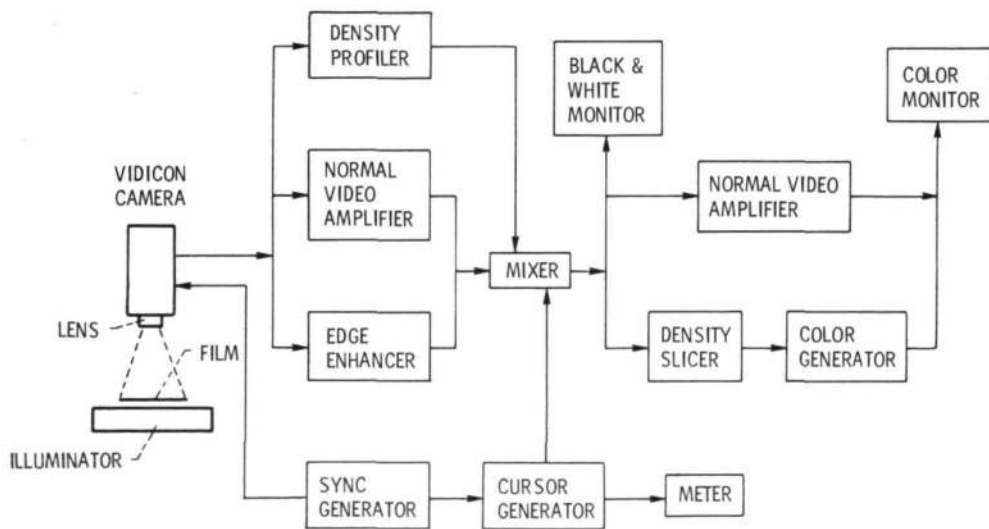 DENSITY
PROFILER
BLACK &
WHITE
MONITOR
COLOR
MONITOR
VIDICON
CAMERA
NORMAL
VIDEO
AMPLIFIER
NORMAL VIDEO
AMPLIFIER
MIXER
LENS
FILM
EDGE
ENHANCER
DENSITY
SLICER
COLOR
GENERATOR
ILLUMINATOR
SYNC
GENERATOR
CURSOR
GENERATOR
METER